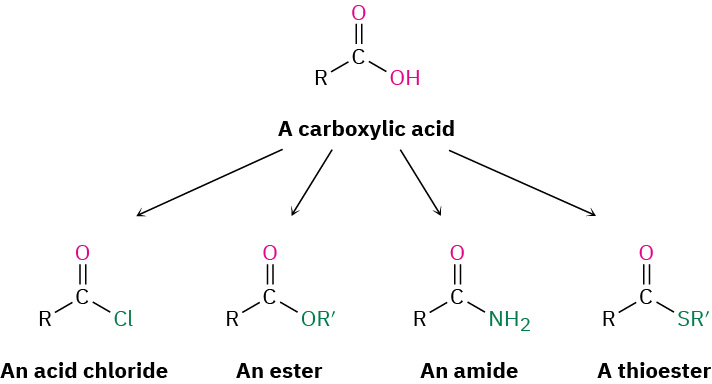 O
C
R OH
A carboxylic acid
O O O O
C C C C
R Cl R OR′ R NH₂ R SR′
An acid chloride An ester An amide A thioester